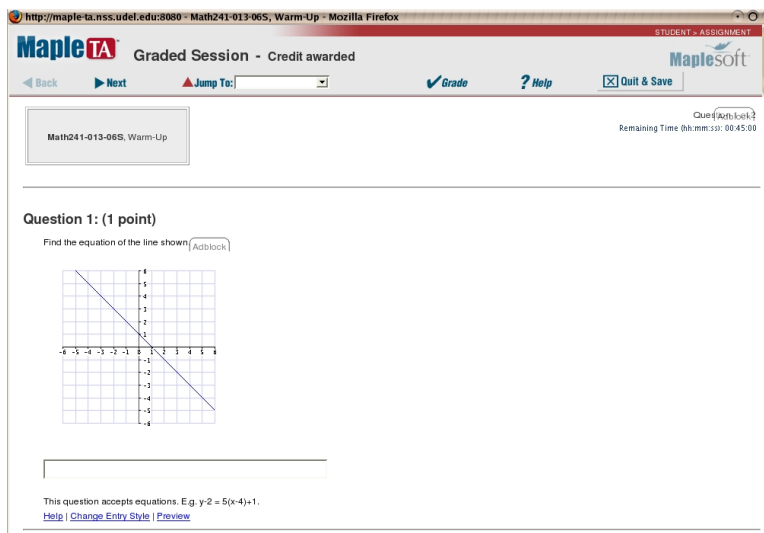 http://maple-ta.nss.udel.edu:8080 - Math241-013-06S, Warm-Up - Mozilla Firefox
STUDENT > ASSIGNMENT
Maple TA Graded Session - Credit awarded
Maplesoft
Back Next Jump To: Grade ? Help Quit & Save
Adblock
Remaining Time (hh:mm:ss): 00:45:00
Math241-013-06S, Warm-Up
Question 1: (1 point)
Find the equation of the line shown. Adblock
6
5
4
3
2
1
-6 -5 -4 -3 -2 -1 0 1 2 3 4 5 6
-1
-2
-3
-4
-5
-6
This question accepts equations. E.g. y-2 = 5(x-4)+1.
Help | Change Entry Style | Preview